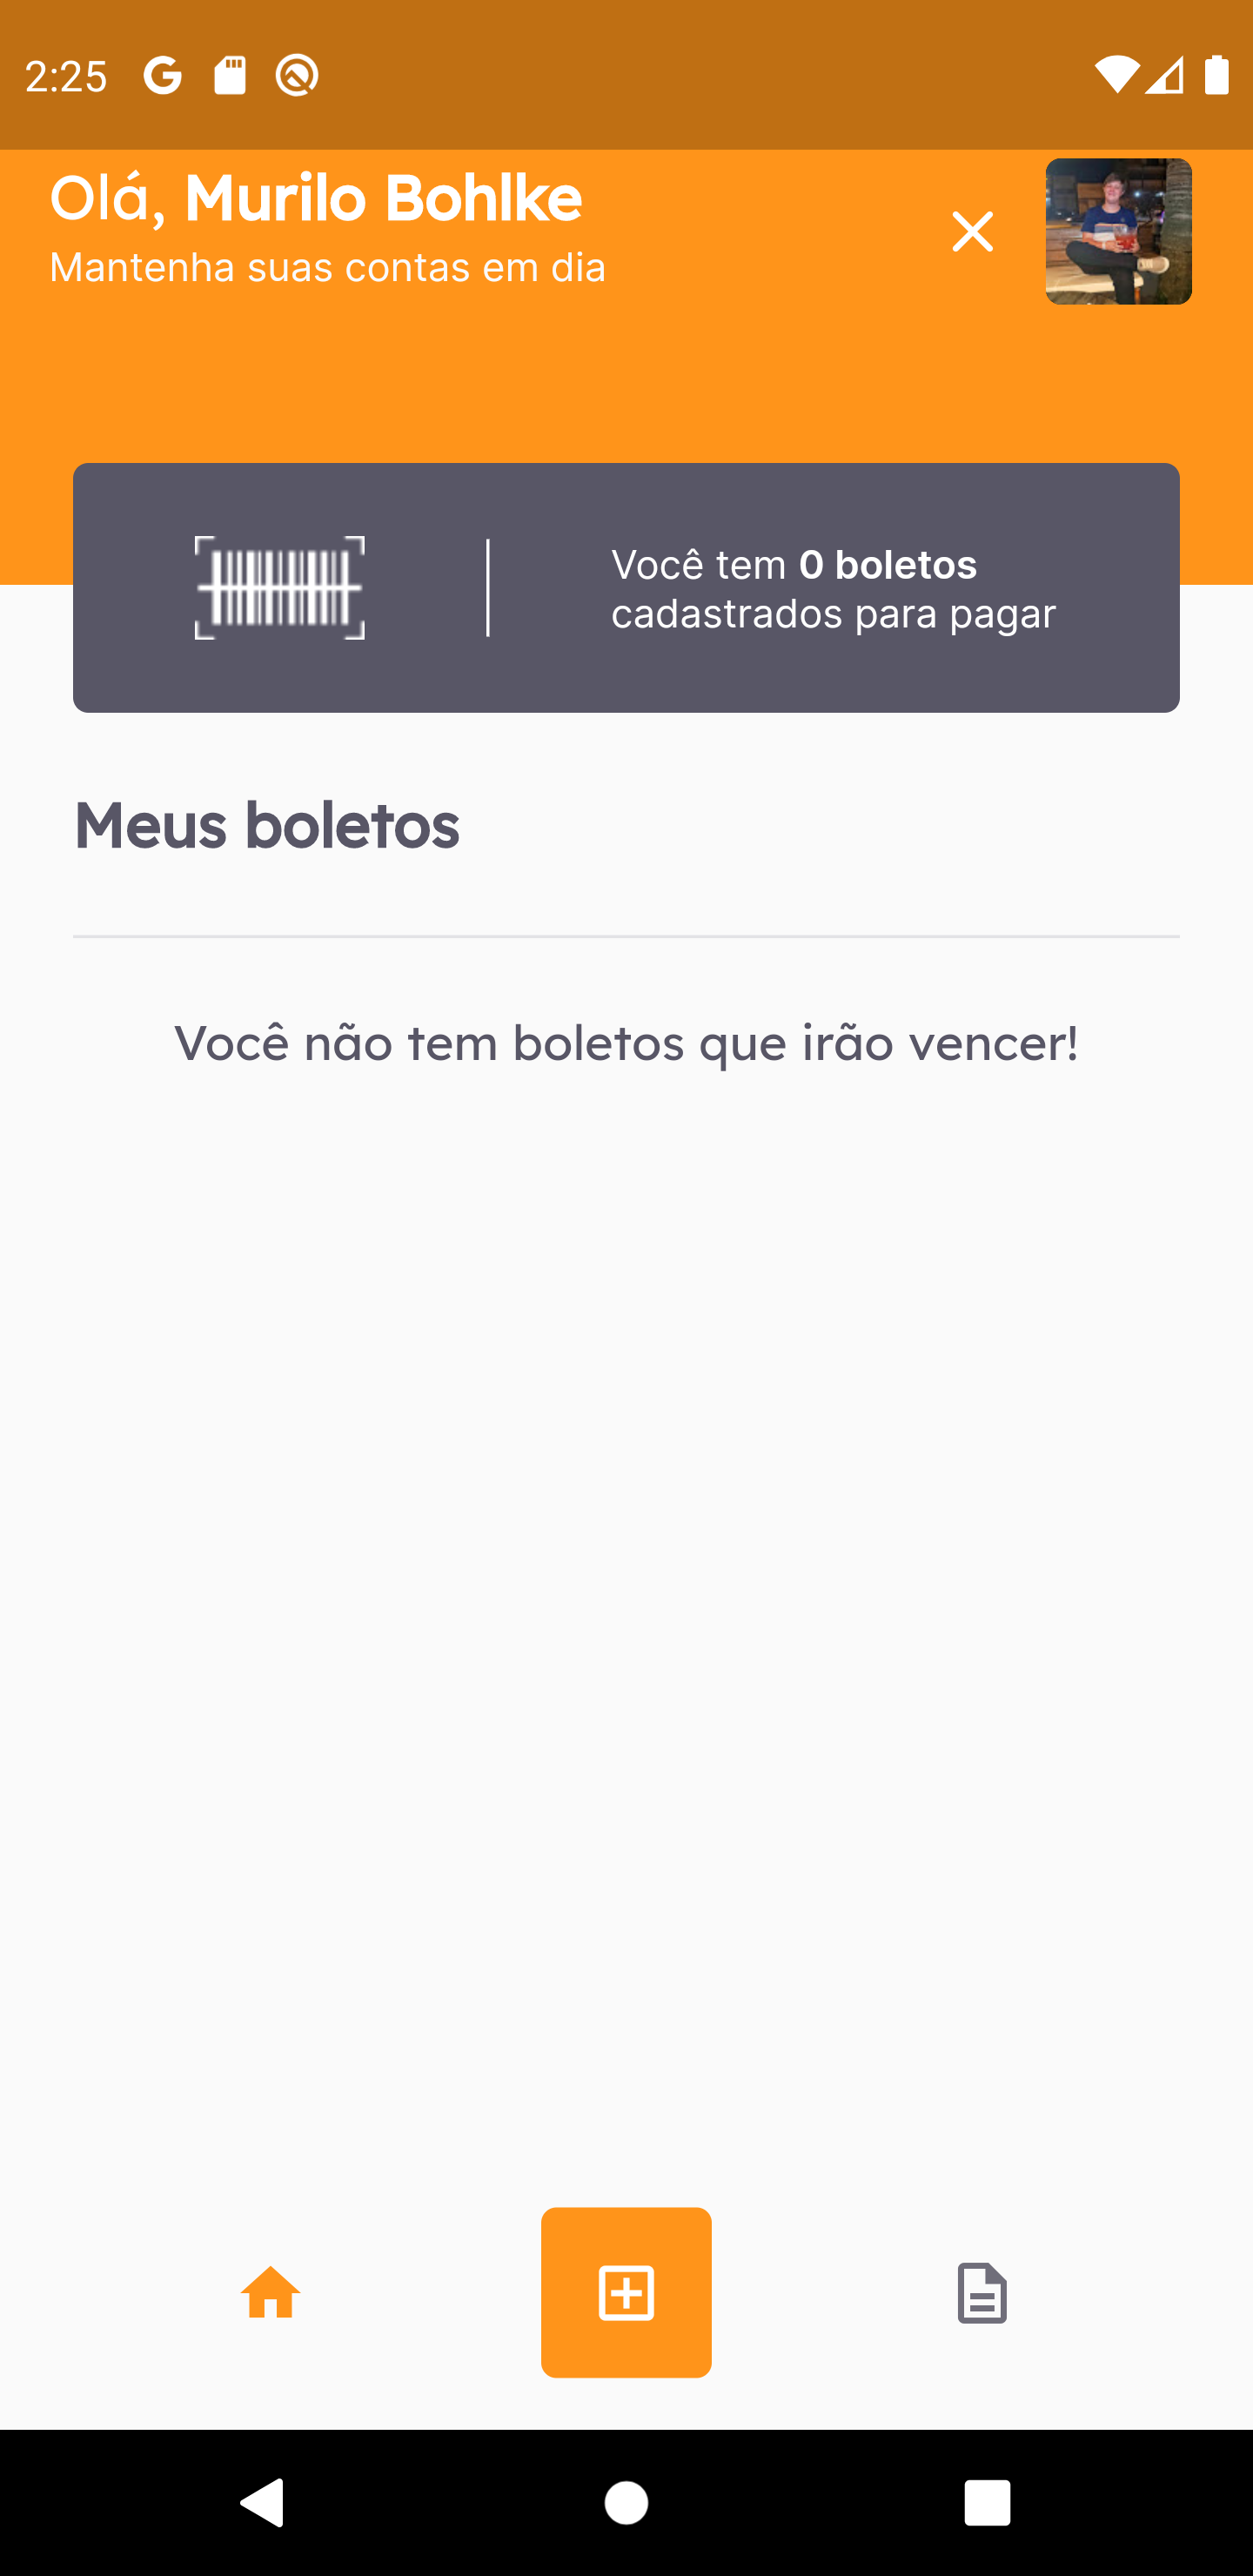 2:25
Olá, Murilo Bohlke
Mantenha suas contas em dia
Você tem 0 boletos
cadastrados para pagar
Meus boletos
Você não tem boletos que irão vencer!